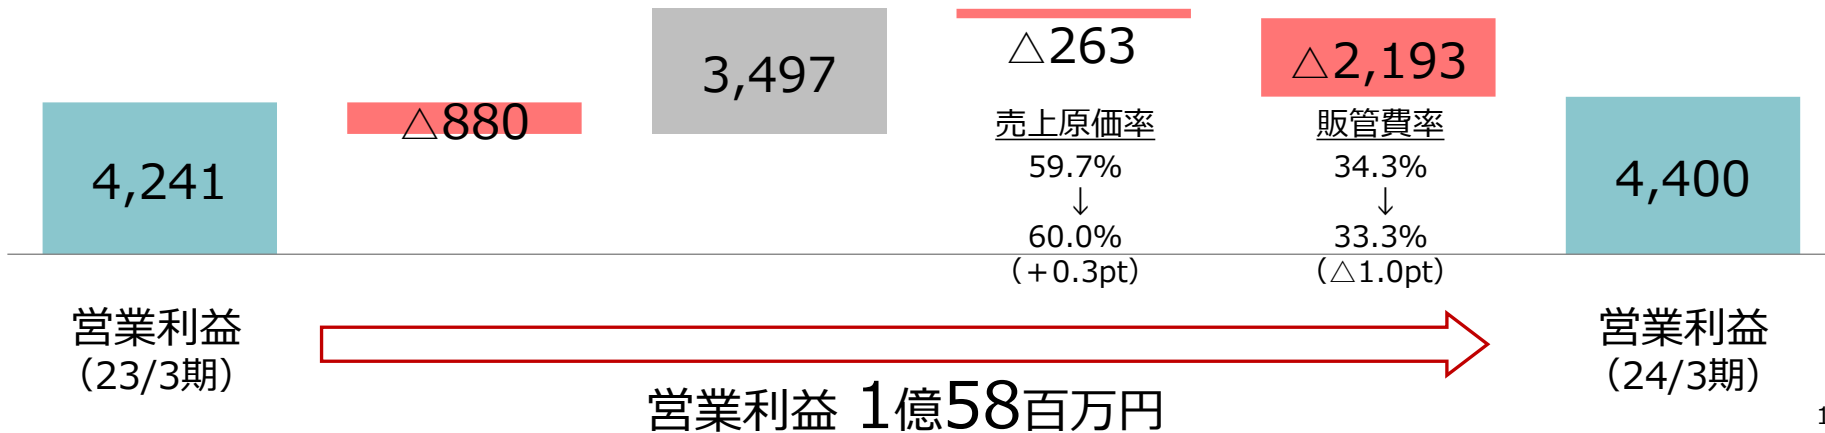 4,241
△880
3,497
△263
売上原価率
59.7%
↓
60.0%
（+0.3pt）
△2,193
販管費率
34.3%
↓
33.3%
（△1.0pt）
4,400
営業利益
（23/3期）
営業利益
（24/3期）
営業利益 1億58百万円
1